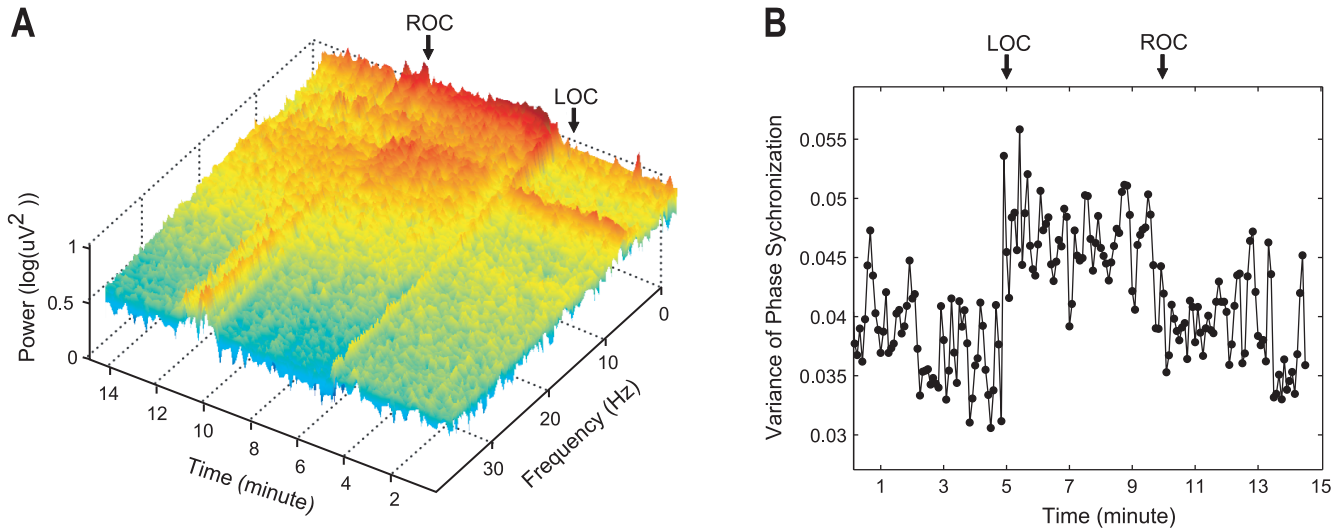 A
ROC
LOC
Power (log(uV2 ))
1
0.5
0
14
12
10
8
6
4
2
Time (minute)
30
20
10
0
Frequency (Hz)
B
LOC
ROC
Variance of Phase Sychronization
0.055
0.05
0.045
0.04
0.035
0.03
1
3
5
7
9
11
13
15
Time (minute)